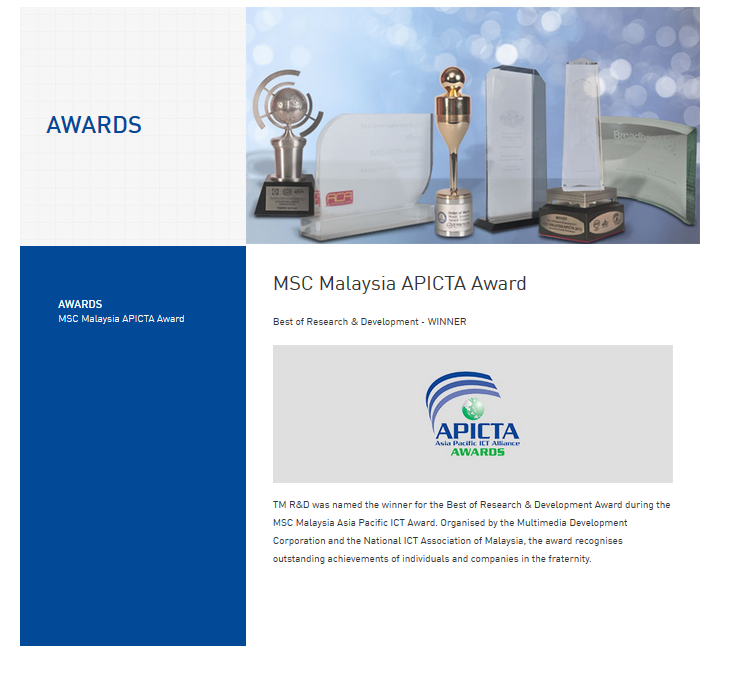 AWARDS
Broadb
AWARDS
MSC Malaysia APICTA Award
MSC Malaysia APICTA Award
Best of Research & Development - WINNER
APICTA
Asia Pacific ICT Alliance
AWARDS
TM R&D was named the winner for the Best of Research & Development Award during the
MSC Malaysia Asia Pacific ICT Award. Organised by the Multimedia Development
Corporation and the National ICT Association of Malaysia, the award recognises
outstanding achievements of individuals and companies in the fraternity.